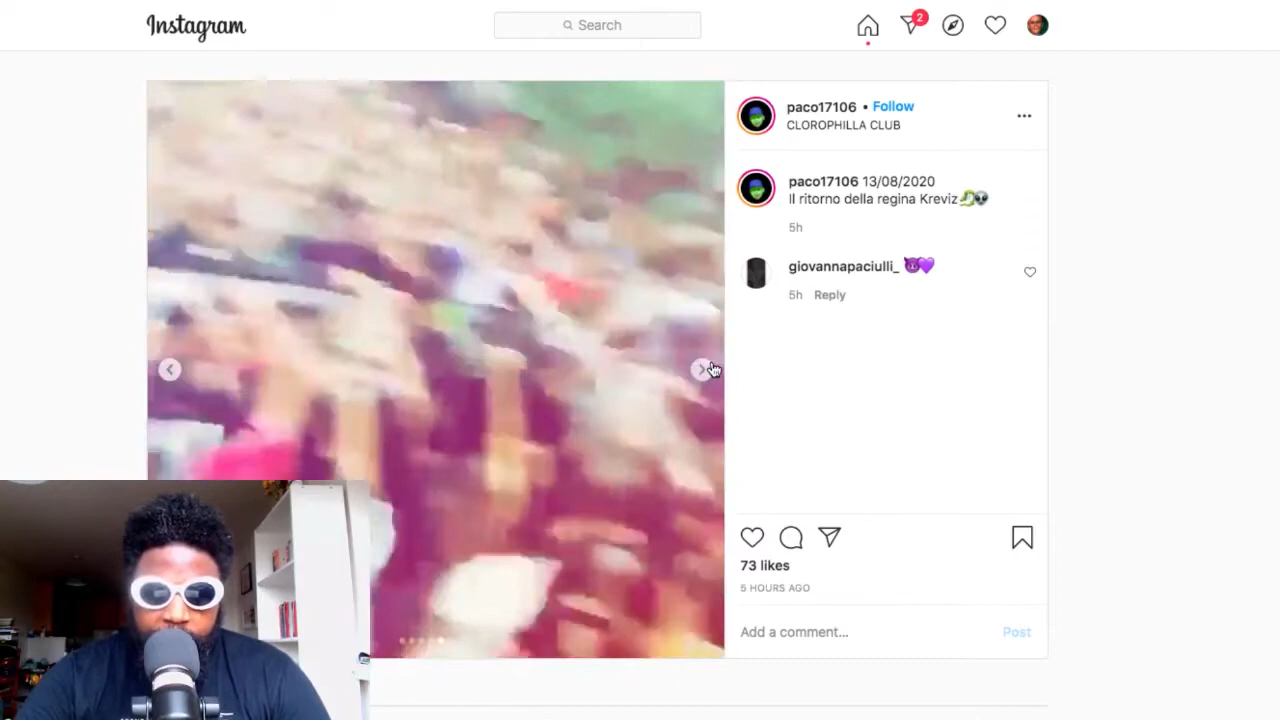 Instagram
Search
2
paco17106 • Follow
CLOROPHILLA CLUB
paco17106 13/08/2020
Il ritorno della regina Kreviz🐉👽
5h
giovannapaciulli_ 😈💜
5h Reply
73 likes
5 HOURS AGO
Add a comment... Post